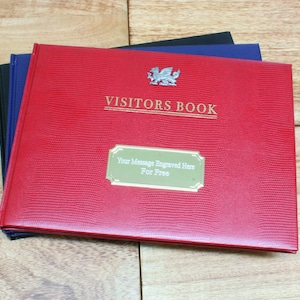 VISITORS BOOK
Your Message Engraved Here
For Free